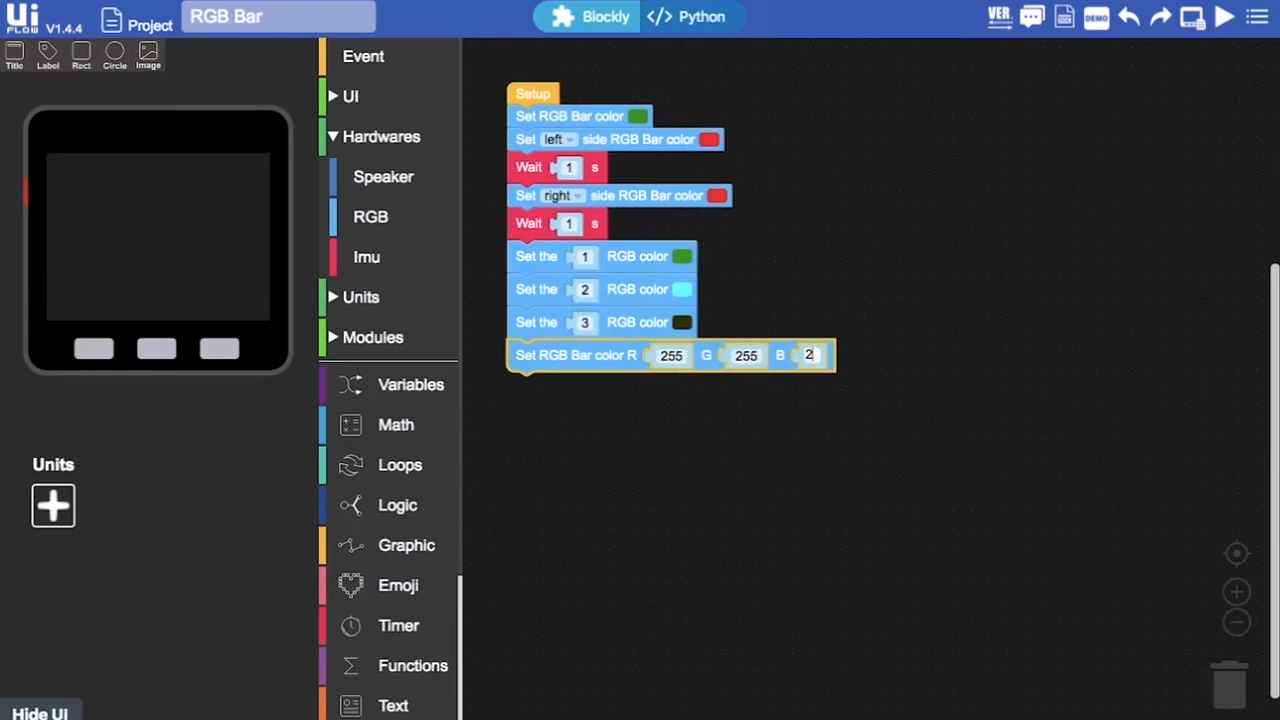 Ui
FLOW V1.4.4
Project
RGB Bar
Blockly
</> Python
VER.
DEMO
Title
Label
Rect
Circle
Image
Units
Hide UI
Event
UI
Hardwares
Speaker
RGB
Imu
Units
Modules
Variables
Math
Loops
Logic
Graphic
Emoji
Timer
Functions
Text
Setup
Set RGB Bar color
Set left side RGB Bar color
Wait 1 s
Set right side RGB Bar color
Wait 1 s
Set the 1 RGB color
Set the 2 RGB color
Set the 3 RGB color
Set RGB Bar color R 255 G 255 B 2